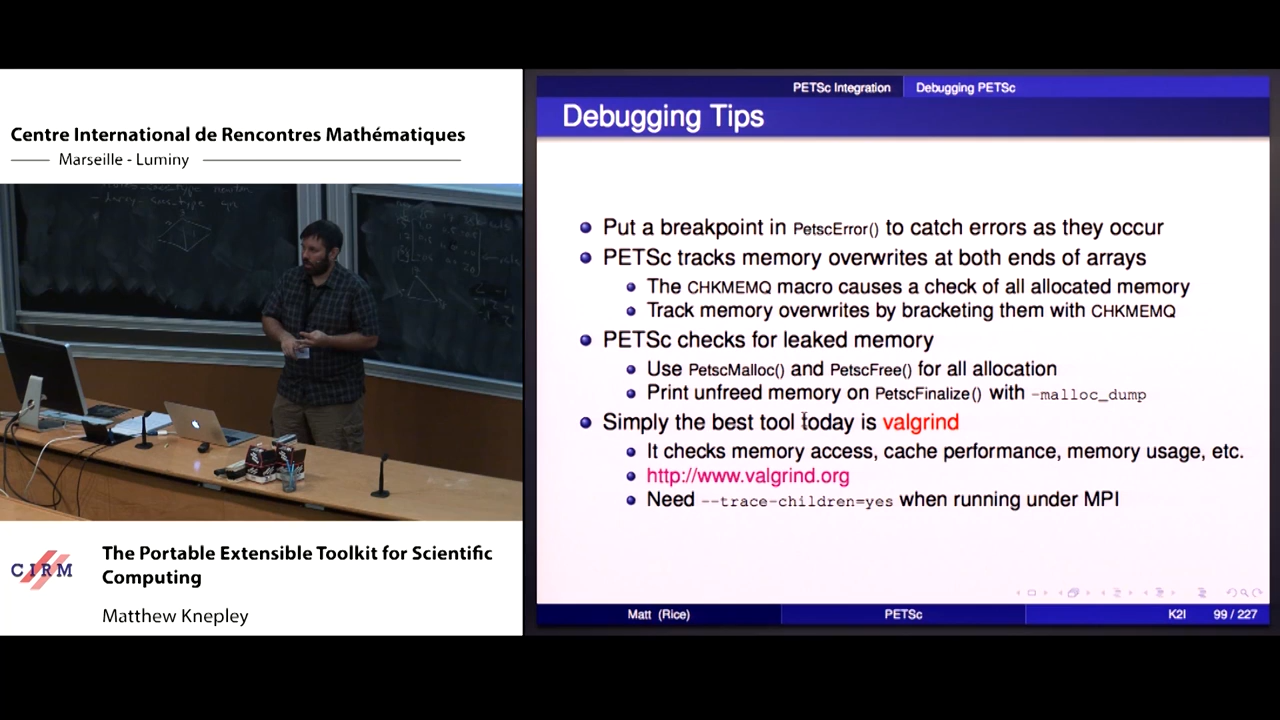 Centre International de Rencontres Mathématiques
Marseille - Luminy
CIRM
The Portable Extensible Toolkit for Scientific
Computing
Matthew Knepley
PETSc Integration
Debugging PETSc
Debugging Tips
Put a breakpoint in PetscError() to catch errors as they occur
PETSc tracks memory overwrites at both ends of arrays
The CHKMEMQ macro causes a check of all allocated memory
Track memory overwrites by bracketing them with CHKMEMQ
PETSc checks for leaked memory
Use PetscMalloc() and PetscFree() for all allocation
Print unfreed memory on PetscFinalize() with -malloc_dump
Simply the best tool today is valgrind
It checks memory access, cache performance, memory usage, etc.
http://www.valgrind.org
Need --trace-children=yes when running under MPI
Matt (Rice)
PETSc
K2I
99 / 227